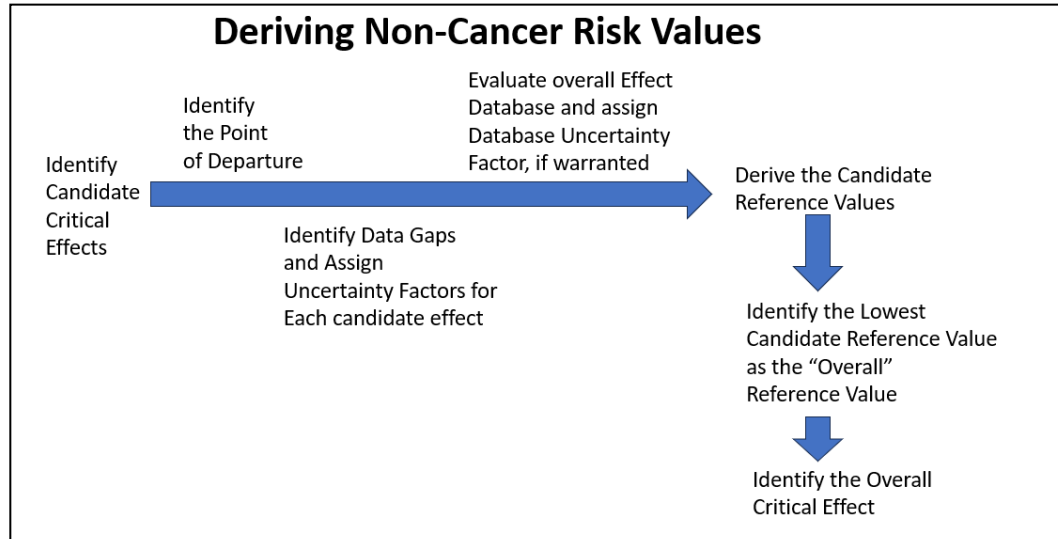 Deriving Non-Cancer Risk Values
Identify
Candidate
Critical
Effects
Identify
the Point
of Departure
Identify Data Gaps
and Assign
Uncertainty Factors for
Each candidate effect
Evaluate overall Effect
Database and assign
Database Uncertainty
Factor, if warranted
Derive the Candidate
Reference Values
Identify the Lowest
Candidate Reference Value
as the “Overall”
Reference Value
Identify the Overall
Critical Effect